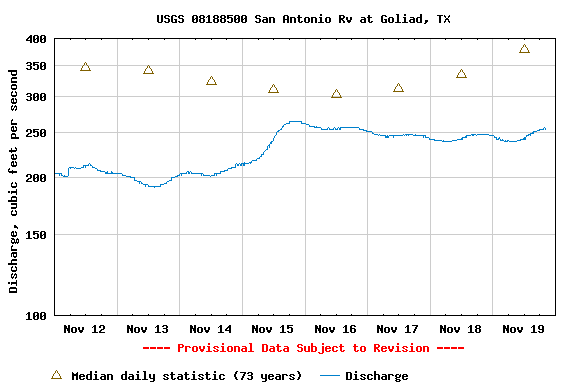 USGS 08188500 San Antonio Rv at Goliad, TX
Discharge, cubic feet per second
400
350
300
250
200
150
100
Nov 12 Nov 13 Nov 14 Nov 15 Nov 16 Nov 17 Nov 18 Nov 19
---- Provisional Data Subject to Revision ----
Median daily statistic (73 years) Discharge